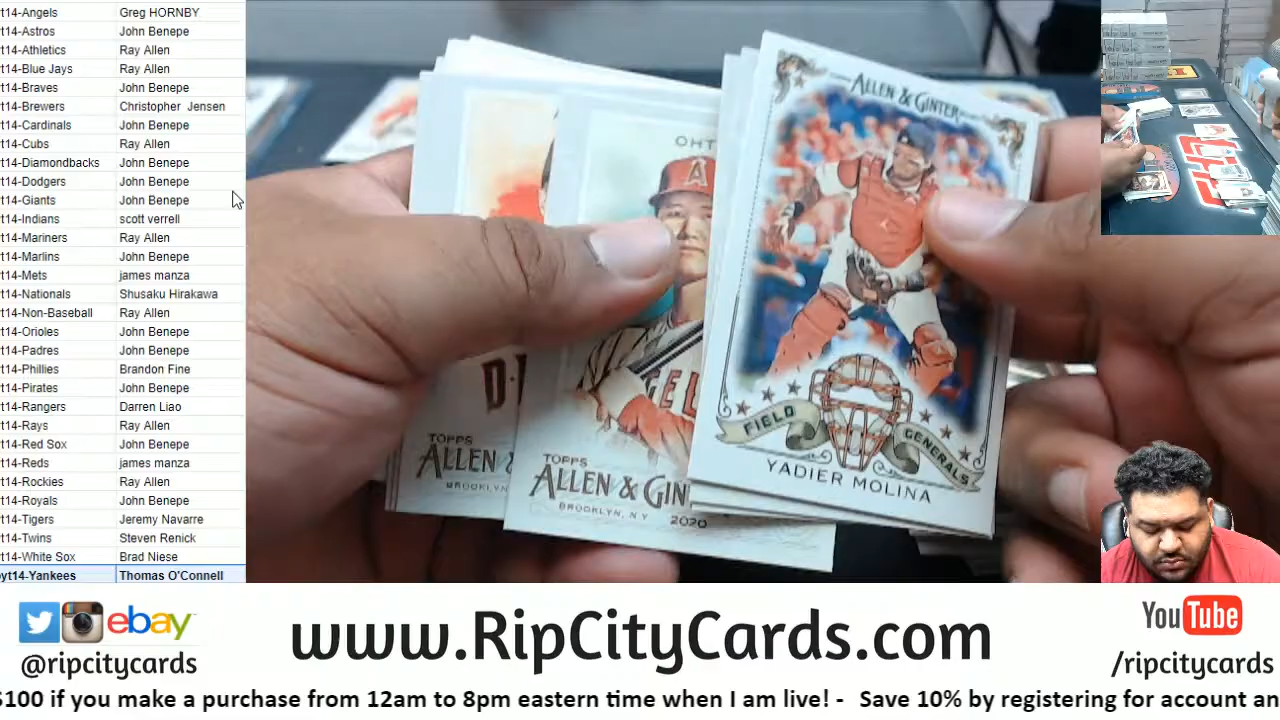 t14-Angels Greg HORNBY
t14-Astros John Benepe
t14-Athletics Ray Allen
t14-Blue Jays Ray Allen
t14-Braves John Benepe
t14-Brewers Christopher Jensen
t14-Cardinals John Benepe
t14-Cubs Ray Allen
t14-Diamondbacks John Benepe
t14-Dodgers John Benepe
t14-Giants John Benepe
t14-Indians scott verrell
t14-Mariners Ray Allen
t14-Marlins John Benepe
t14-Mets james manza
t14-Nationals Shusaku Hirakawa
t14-Non-Baseball Ray Allen
t14-Orioles John Benepe
t14-Padres John Benepe
t14-Phillies Brandon Fine
t14-Pirates John Benepe
t14-Rangers Darren Liao
t14-Rays Ray Allen
t14-Red Sox John Benepe
t14-Reds james manza
t14-Rockies Ray Allen
t14-Royals John Benepe
t14-Tigers Jeremy Navarre
t14-Twins Steven Renick
t14-White Sox Brad Niese
yt14-Yankees Thomas O'Connell
ALLEN & GINTER
FIELD GENERALS
YADIER MOLINA
OHT
A
GEL
TOPPS
ALLEN & GIN
BROOKLYN, NY 2020
D
TOPPS
ALLEN &
BROOKLYN,
ebay
@ripcitycards
www.RipCityCards.com
YouTube
/ripcitycards
$100 if you make a purchase from 12am to 8pm eastern time when I am live! - Save 10% by registering for account an